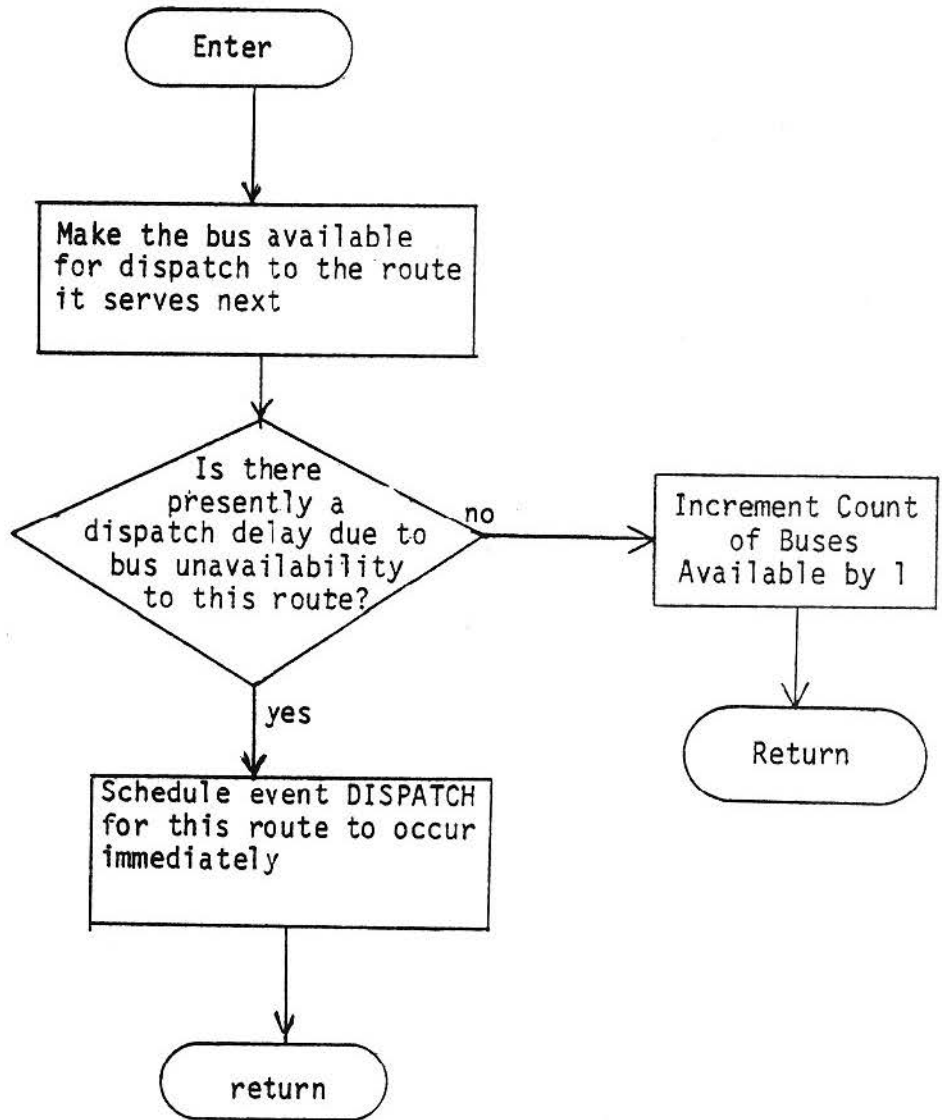 Enter
Make the bus available
for dispatch to the route
it serves next
Is there
presently a
dispatch delay due to
bus unavailability
to this route?
no
Increment Count
of Buses
Available by 1
Return
yes
Schedule event DISPATCH
for this route to occur
immediately
return